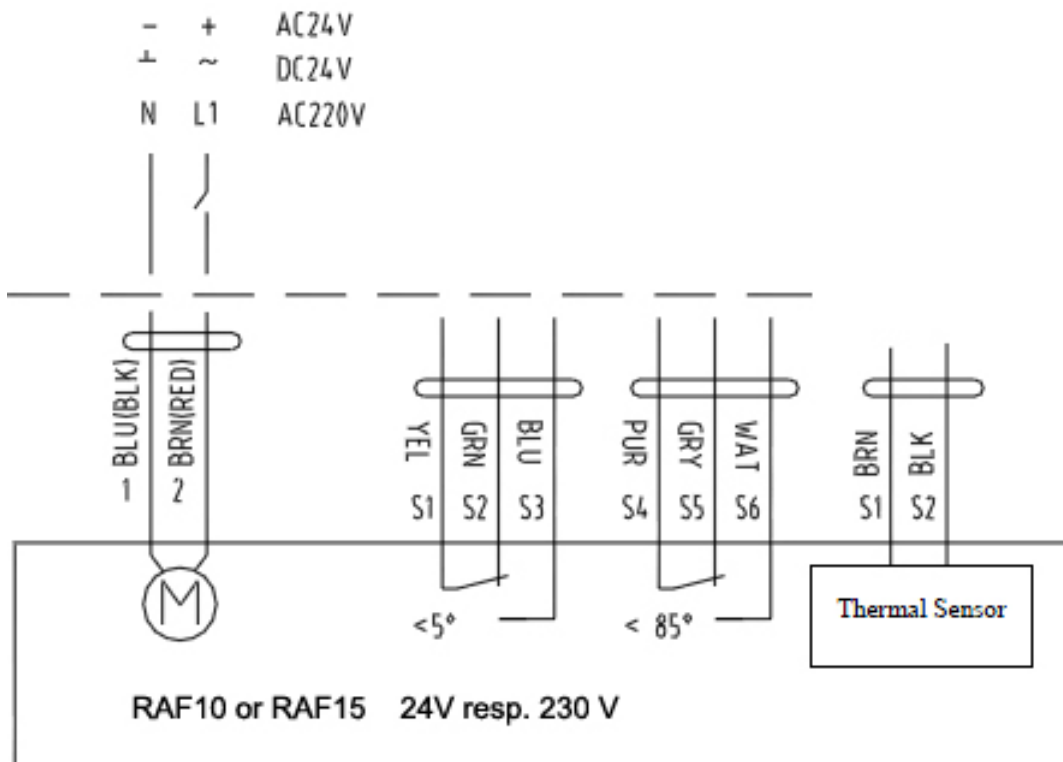 - + AC24V
⊥ ~ DC24V
N L1 AC220V
1 BLU(BLK)
2 BRN(RED)
YEL GRN BLU
PUR GRY WAT
BRN BLK
S1 S2 S3 S4 S5 S6 S1 S2
M
<5° < 85°
Thermal Sensor
RAF10 or RAF15 24V resp. 230 V